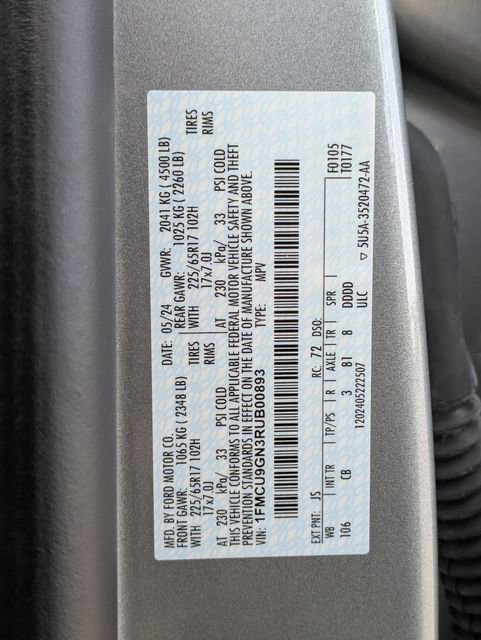 MFD. BY FORD MOTOR CO. DATE: 05/24 GVWR: 2041 KG ( 4500 LB)
FRONT GAWR: 1065 KG ( 2348 LB) REAR GAWR: 1025 KG ( 2260 LB)
WITH 225/65R17 102H TIRES WITH 225/65R17 102H TIRES
17x7.0J RIMS 17x7.0J RIMS
AT 230 kPa/ 33 PSI COLD AT 230 kPa/ 33 PSI COLD
THIS VEHICLE CONFORMS TO ALL APPLICABLE FEDERAL MOTOR VEHICLE SAFETY AND THEFT
PREVENTION STANDARDS IN EFFECT ON THE DATE OF MANUFACTURE SHOWN ABOVE.
VIN: 1FMCU9GN3RUB00893 TYPE: MPV
F0105
EXT PNT: JS RC: 72 DSO: T0177
WB INT TR TP/PS R AXLE TR SPR
106 CB 3 81 8 DDDD
1202405222507 ULC ▽ 5U5A-3520472-AA